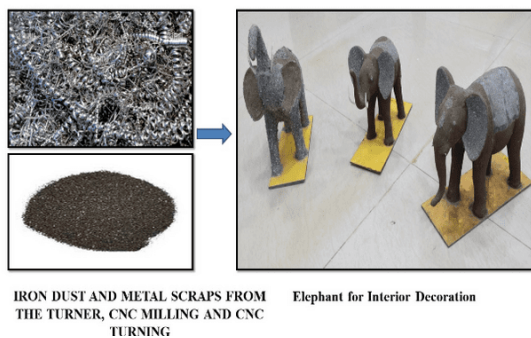 IRON DUST AND METAL SCRAPS FROM
THE TURNER, CNC MILLING AND CNC
TURNING
Elephant for Interior Decoration